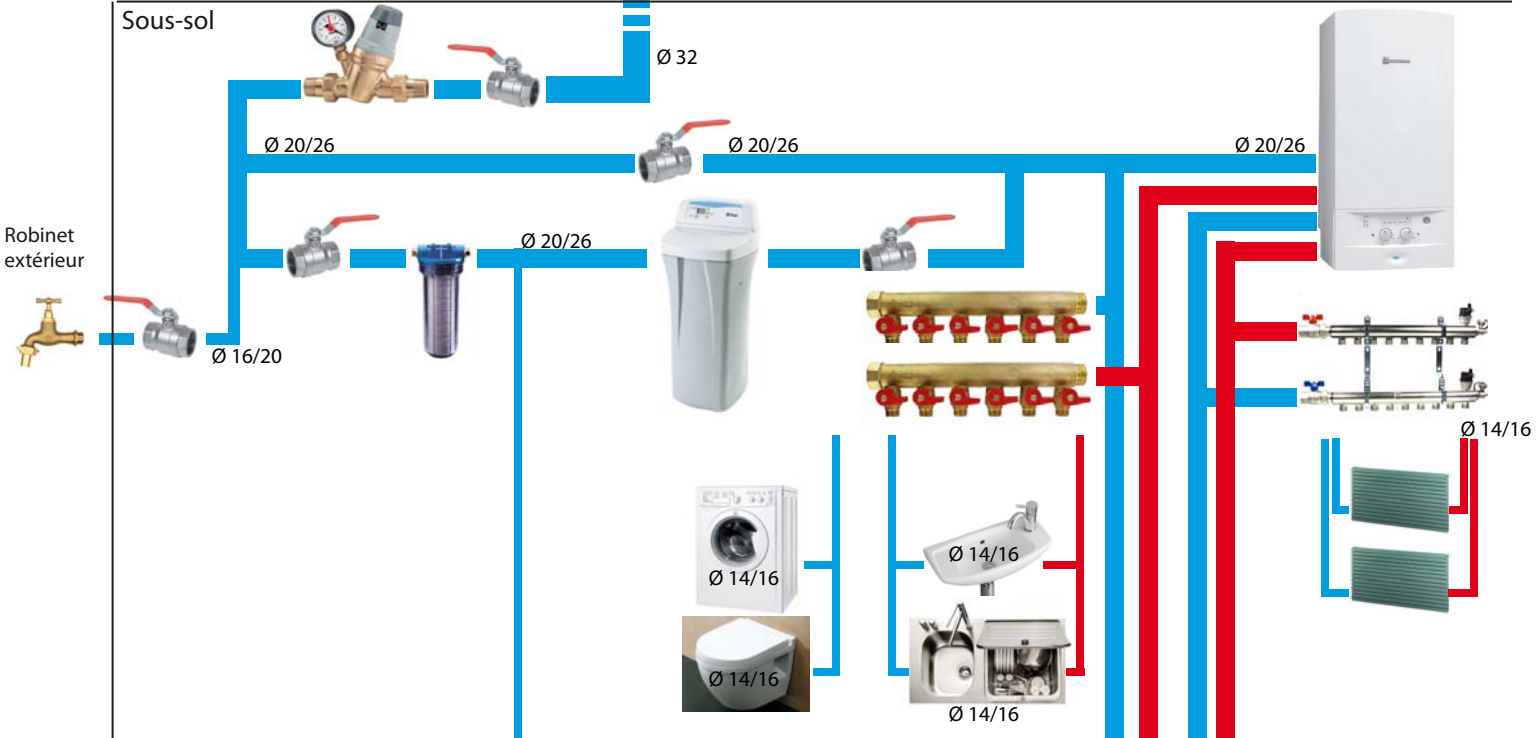 Sous-sol
Ø 32
Ø 20/26
Ø 20/26
Ø 20/26
Robinet
extérieur
Ø 20/26
Ø 16/20
Ø 14/16
Ø 14/16
Ø 14/16
Ø 14/16
Ø 14/16